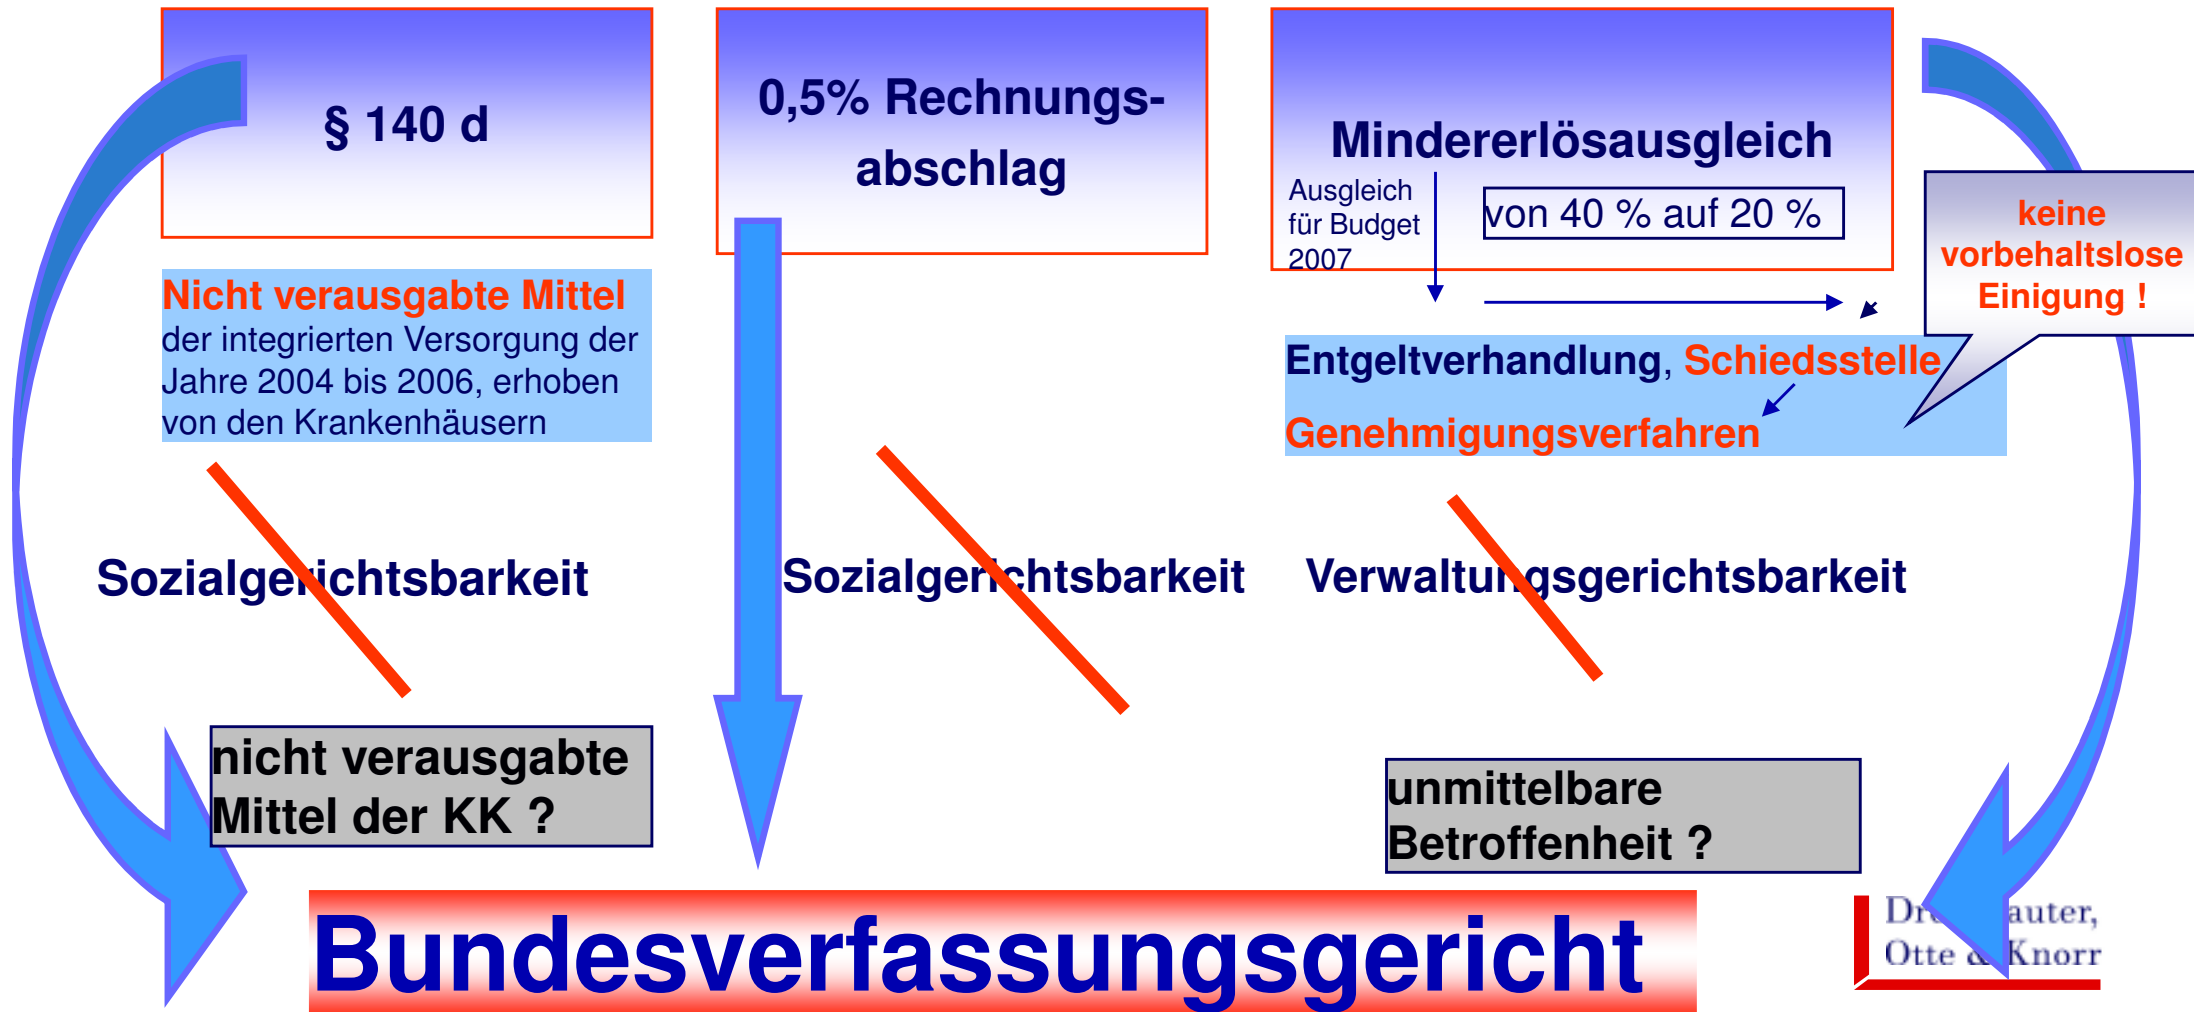 § 140 d
0,5% Rechnungs-
abschlag
Mindererlösausgleich
Ausgleich
für Budget
2007
von 40 % auf 20 %
keine
vorbehaltslose
Einigung !
Nicht verausgabte Mittel
der integrierten Versorgung der
Jahre 2004 bis 2006, erhoben
von den Krankenhäusern
Entgeltverhandlung, Schiedsstelle
Genehmigungsverfahren
Sozialgerichtsbarkeit
Sozialgerichtsbarkeit
Verwaltungsgerichtsbarkeit
nicht verausgabte
Mittel der KK ?
unmittelbare
Betroffenheit ?
Bundesverfassungsgericht
Otte & Knorr